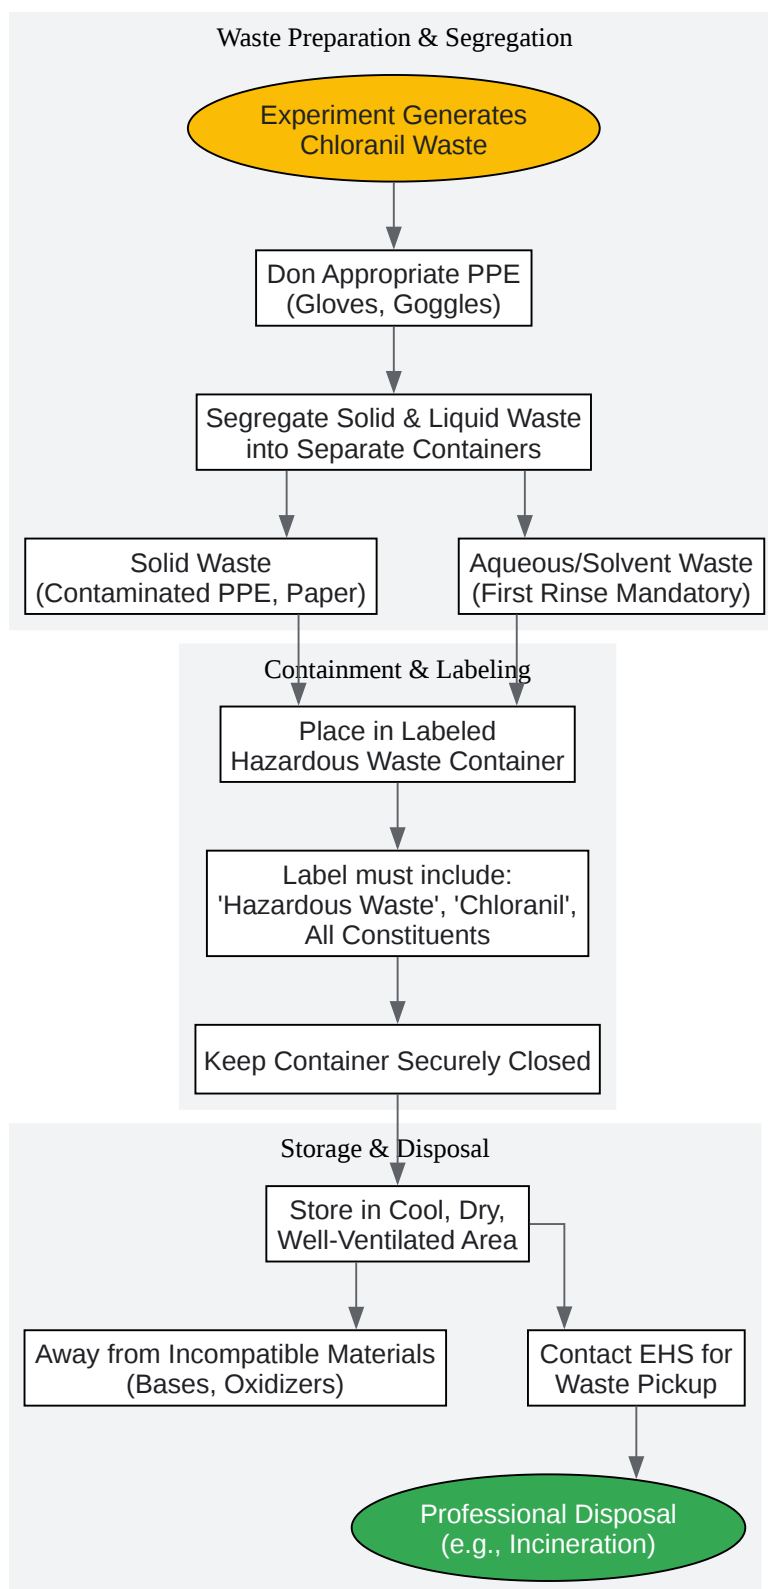 Waste Preparation & Segregation
Experiment Generates
Chloranil Waste
Don Appropriate PPE
(Gloves, Goggles)
Segregate Solid & Liquid Waste
into Separate Containers
Solid Waste
(Contaminated PPE, Paper)
Aqueous/Solvent Waste
(First Rinse Mandatory)
Containment & Labeling
Place in Labeled
Hazardous Waste Container
Label must include:
'Hazardous Waste', 'Chloranil',
All Constituents
Keep Container Securely Closed
Storage & Disposal
Store in Cool, Dry,
Well-Ventilated Area
Away from Incompatible Materials
(Bases, Oxidizers)
Contact EHS for
Waste Pickup
Professional Disposal
(e.g., Incineration)